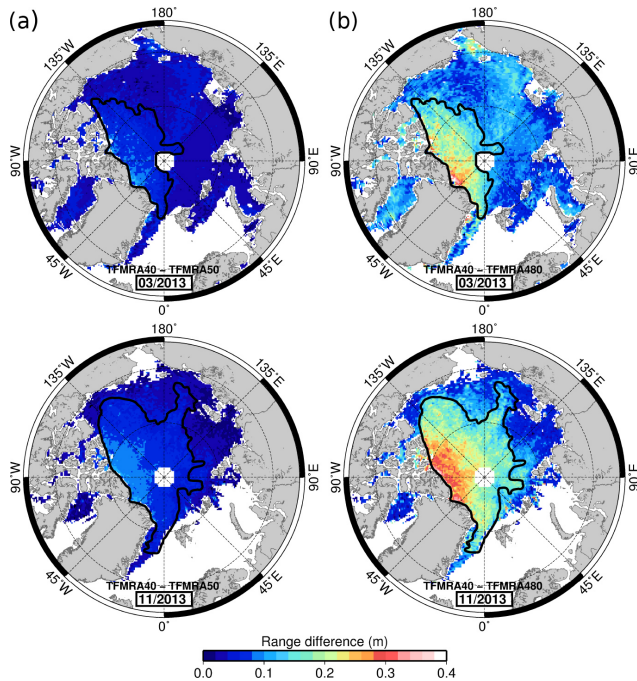 (a)
(b)
180˚
180˚
135˚W
135˚E
135˚W
135˚E
90˚W
90˚E
90˚W
90˚E
45˚W
45˚E
45˚W
45˚E
TFMRA40 − TFMRA50
TFMRA40 − TFMRA480
03/2013
03/2013
0˚
0˚
180˚
180˚
135˚W
135˚E
135˚W
135˚E
90˚W
90˚E
90˚W
90˚E
45˚W
45˚E
45˚W
45˚E
TFMRA40 − TFMRA50
TFMRA40 − TFMRA480
11/2013
11/2013
0˚
0˚
Range difference (m)
0.0 0.1 0.2 0.3 0.4